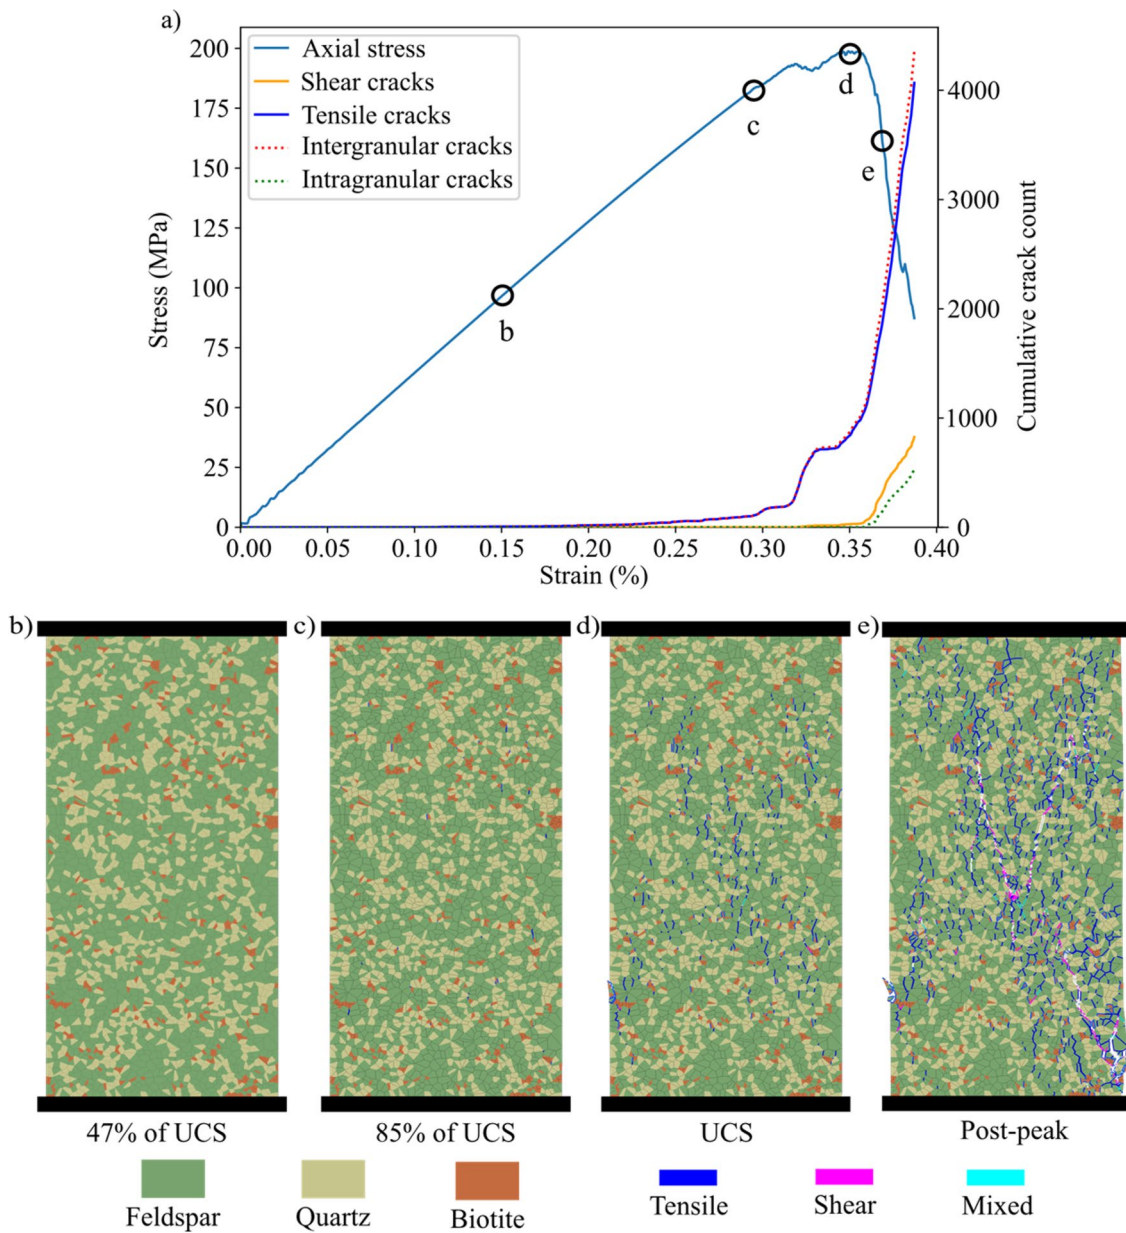 a)
Axial stress
Shear cracks
Tensile cracks
Intergranular cracks
Intragranular cracks
200
175
150
125
100
75
50
25
0
Stress (MPa)
4000
3000
2000
1000
0
Cumulative crack count
b
c
d
e
0.00 0.05 0.10 0.15 0.20 0.25 0.30 0.35 0.40
Strain (%)
b) c) d) e)
47% of UCS 85% of UCS UCS Post-peak
Feldspar Quartz Biotite Tensile Shear Mixed